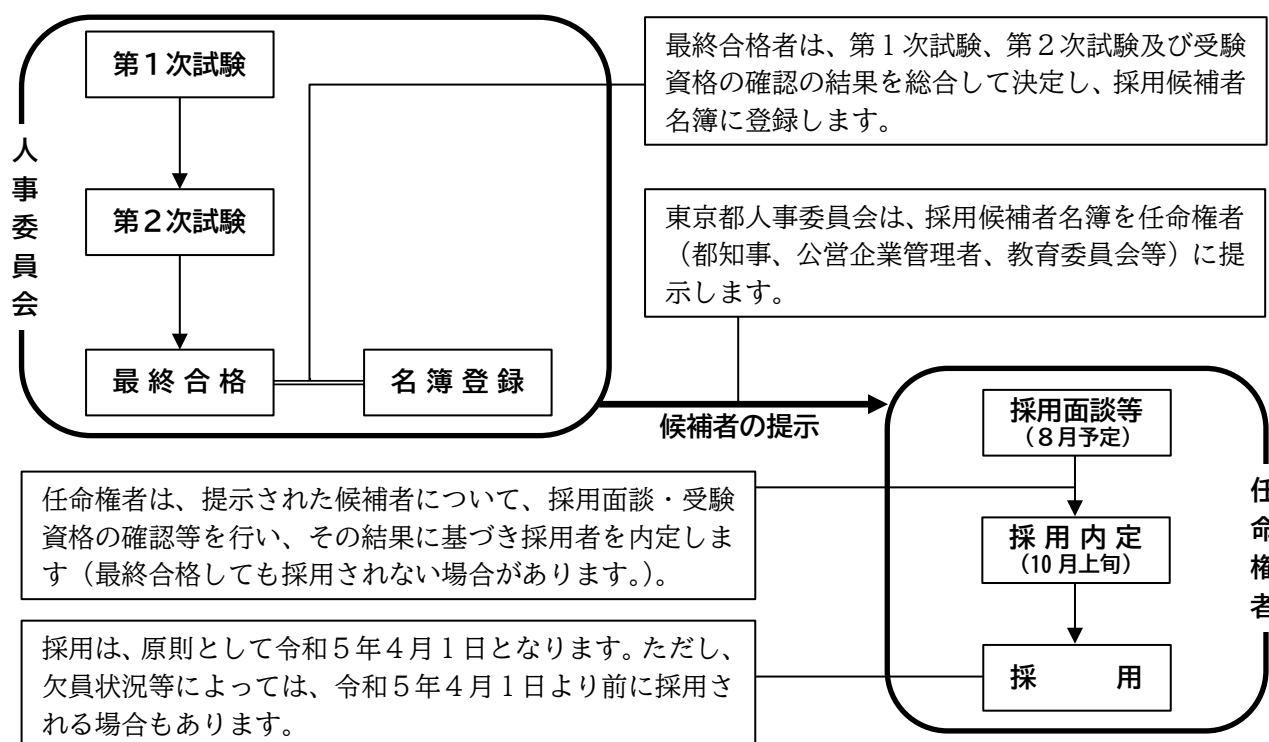 人事委員会
第１次試験
第２次試験
最終合格
名簿登録
最終合格者は、第１次試験、第２次試験及び受験
資格の確認の結果を総合して決定し、採用候補者
名簿に登録します。
東京都人事委員会は、採用候補者名簿を任命権者
（都知事、公営企業管理者、教育委員会等）に提
示します。
候補者の提示
任命権者
採用面談等
（８月予定）
採用内定
（10月上旬）
採用
任命権者は、提示された候補者について、採用面談・受験
資格の確認等を行い、その結果に基づき採用者を内定しま
す（最終合格しても採用されない場合があります。）。
採用は、原則として令和５年４月１日となります。ただし、
欠員状況等によっては、令和５年４月１日より前に採用さ
れる場合もあります。